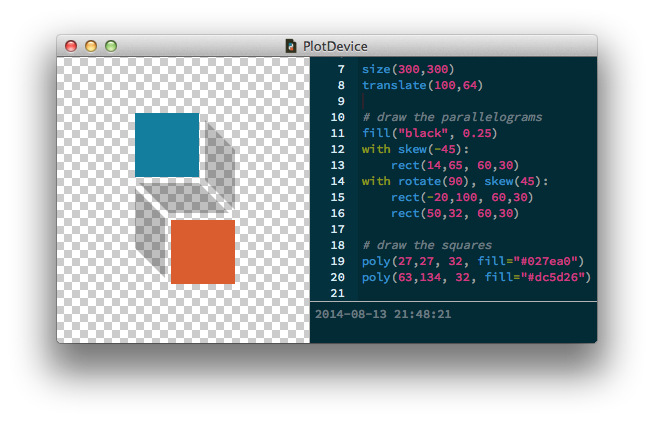 PlotDevice
7 size(300,300)
8 translate(100,64)
9
10 # draw the parallelograms
11 fill("black", 0.25)
12 with skew(-45):
13     rect(14,65, 60,30)
14 with rotate(90), skew(45):
15     rect(-20,100, 60,30)
16     rect(50,32, 60,30)
17
18 # draw the squares
19 poly(27,27, 32, fill="#027ea0")
20 poly(63,134, 32, fill="#dc5d26")
21
2014-08-13 21:48:21